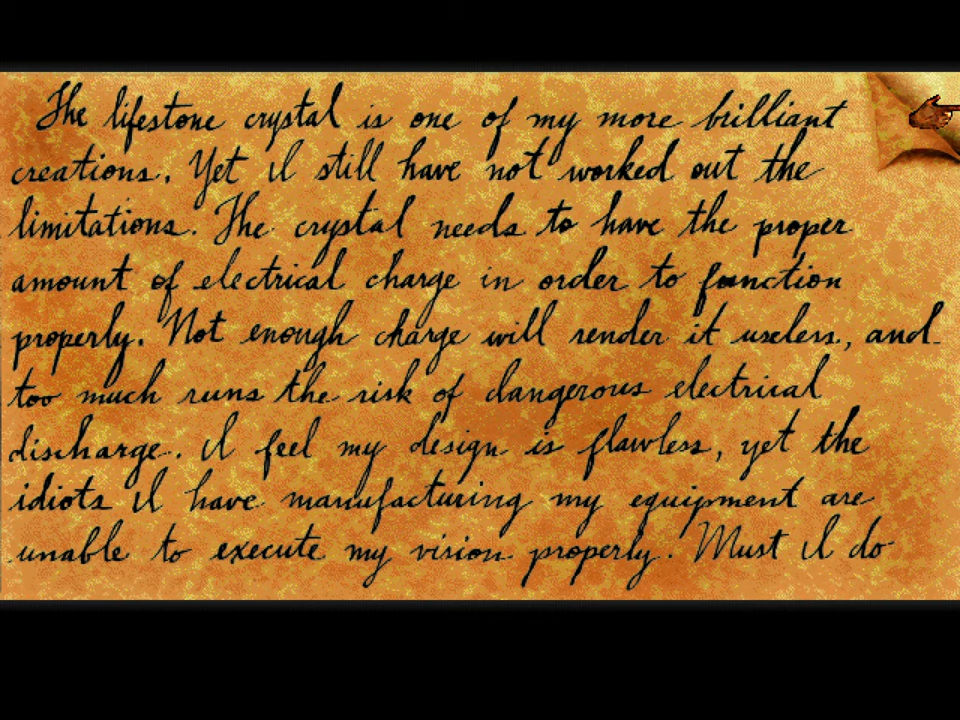 The lifestone crystal is one of my more brilliant
creations. Yet I still have not worked out the
limitations. The crystal needs to have the proper
amount of electrical charge in order to function
properly. Not enough charge will render it useless, and
too much runs the risk of dangerous electrical
discharge. I feel my design is flawless, yet the
idiots I have manufacturing my equipment are
unable to execute my vision properly. Must I do